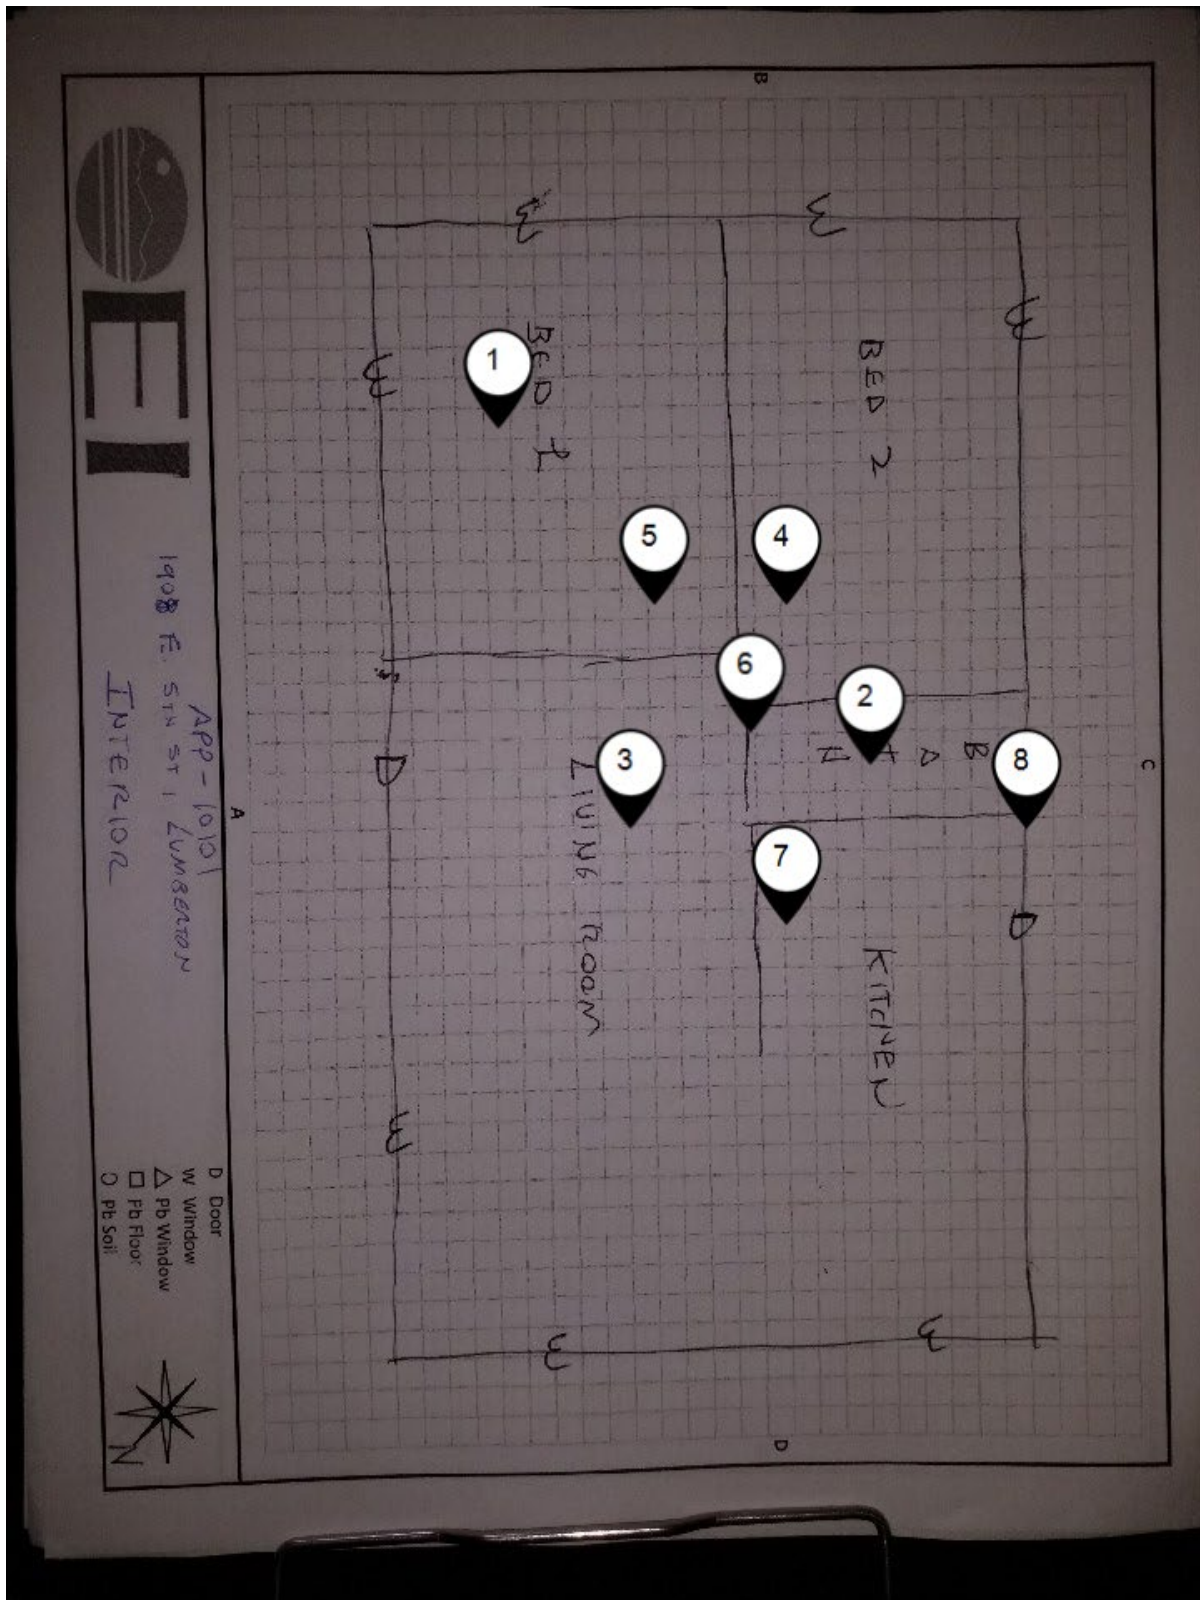 B
W
W
W
W
BED 1
BED 2
1
5
4
6
2
8
3
7
BATH
D
LIVING ROOM
KITCHEN
D
W
W
W
A
C
D
EI
APP-10101
1908 E. 5TH ST, LUMBERTON
INTERIOR
D Door
W Window
△ Pb Window
□ Pb Floor
○ Pb Soil
N